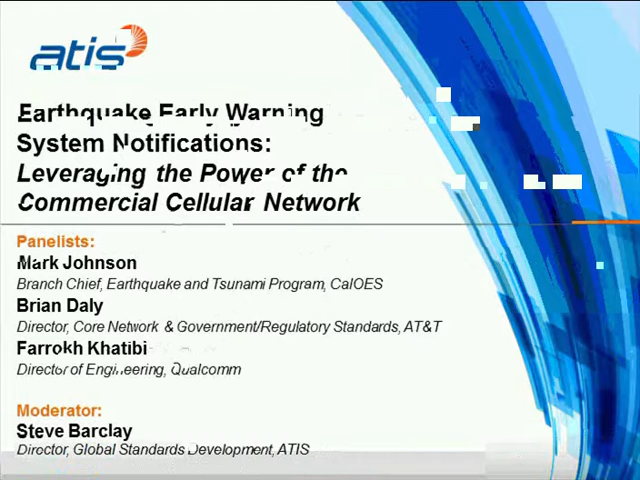 atis
Earthquake Early Warning
System Notifications:
Leveraging the Power of the
Commercial Cellular Network
Panelists:
Mark Johnson
Branch Chief, Earthquake and Tsunami Program, CalOES
Brian Daly
Director, Core Network & Government/Regulatory Standards, AT&T
Farrokh Khatibi
Director of Engineering, Qualcomm
Moderator:
Steve Barclay
Director, Global Standards Development, ATIS